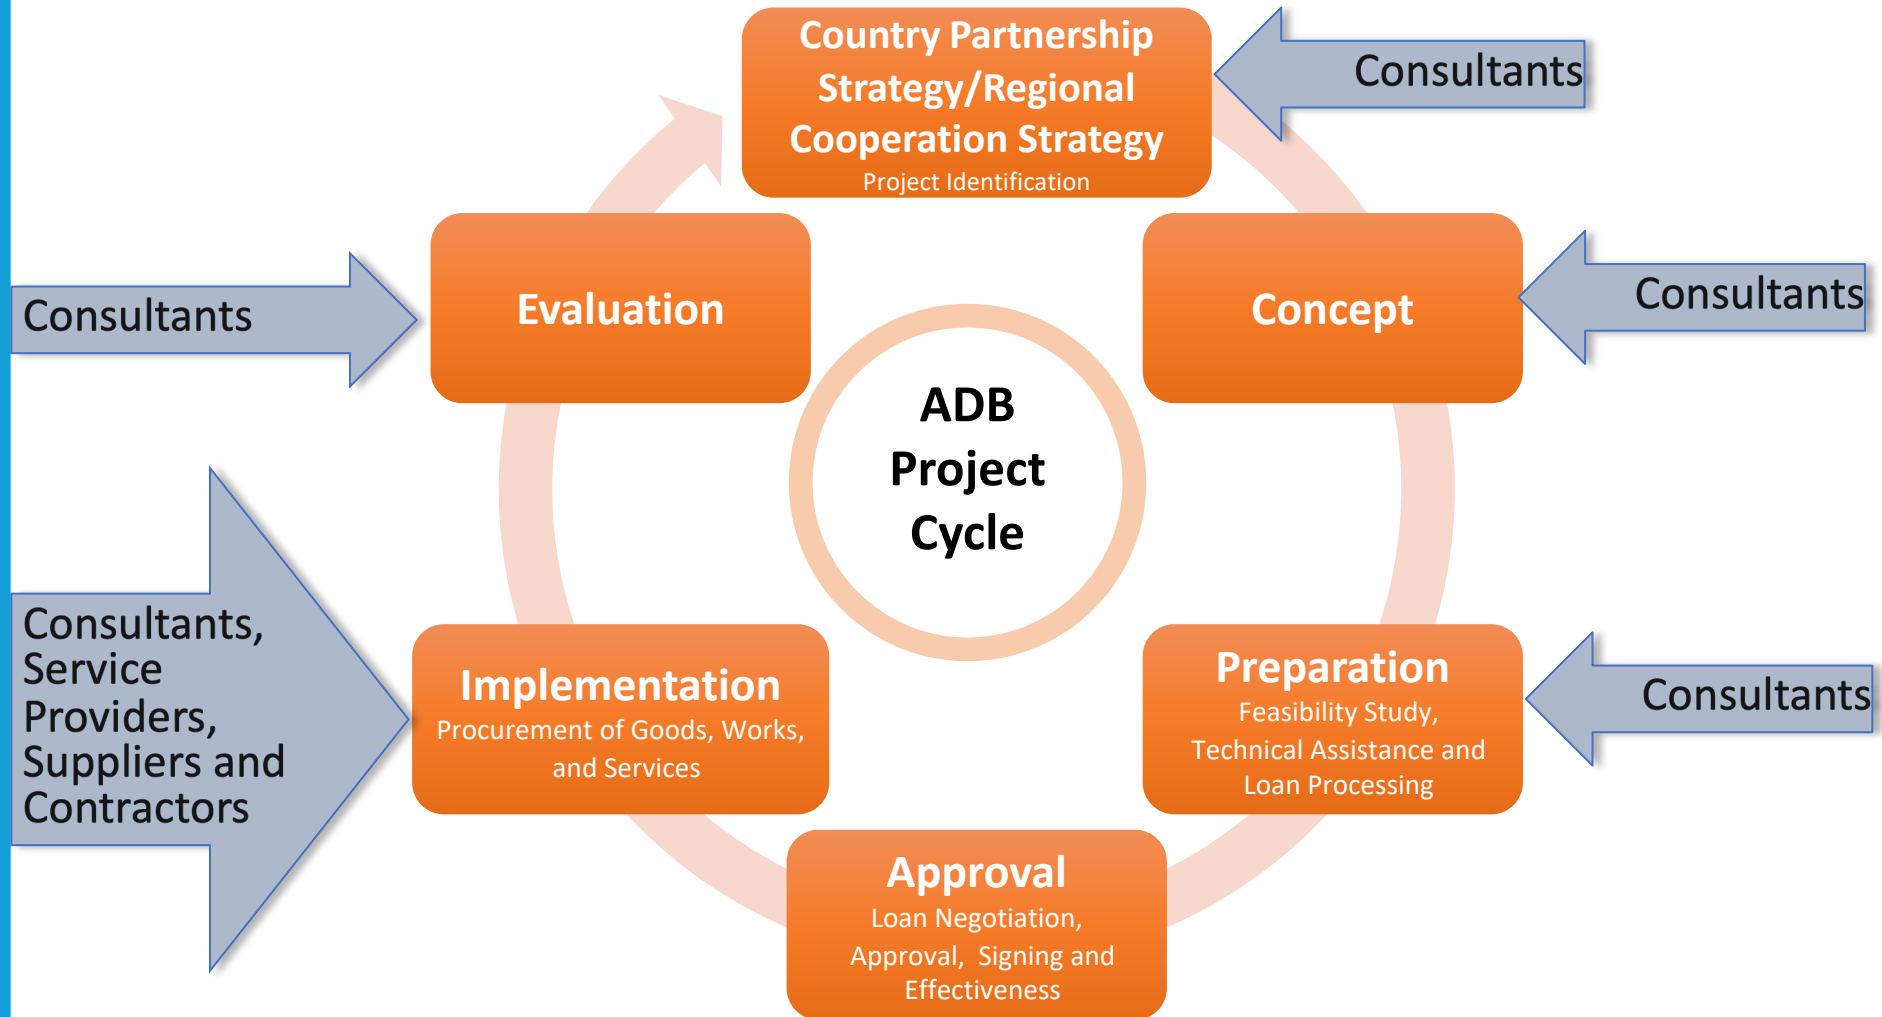 Country Partnership
Strategy/Regional
Cooperation Strategy
Project Identification
Consultants
Concept
Consultants
Preparation
Feasibility Study,
Technical Assistance and
Loan Processing
Consultants
Approval
Loan Negotiation,
Approval, Signing and
Effectiveness
Implementation
Procurement of Goods, Works,
and Services
Consultants,
Service
Providers,
Suppliers and
Contractors
Evaluation
Consultants
ADB
Project
Cycle